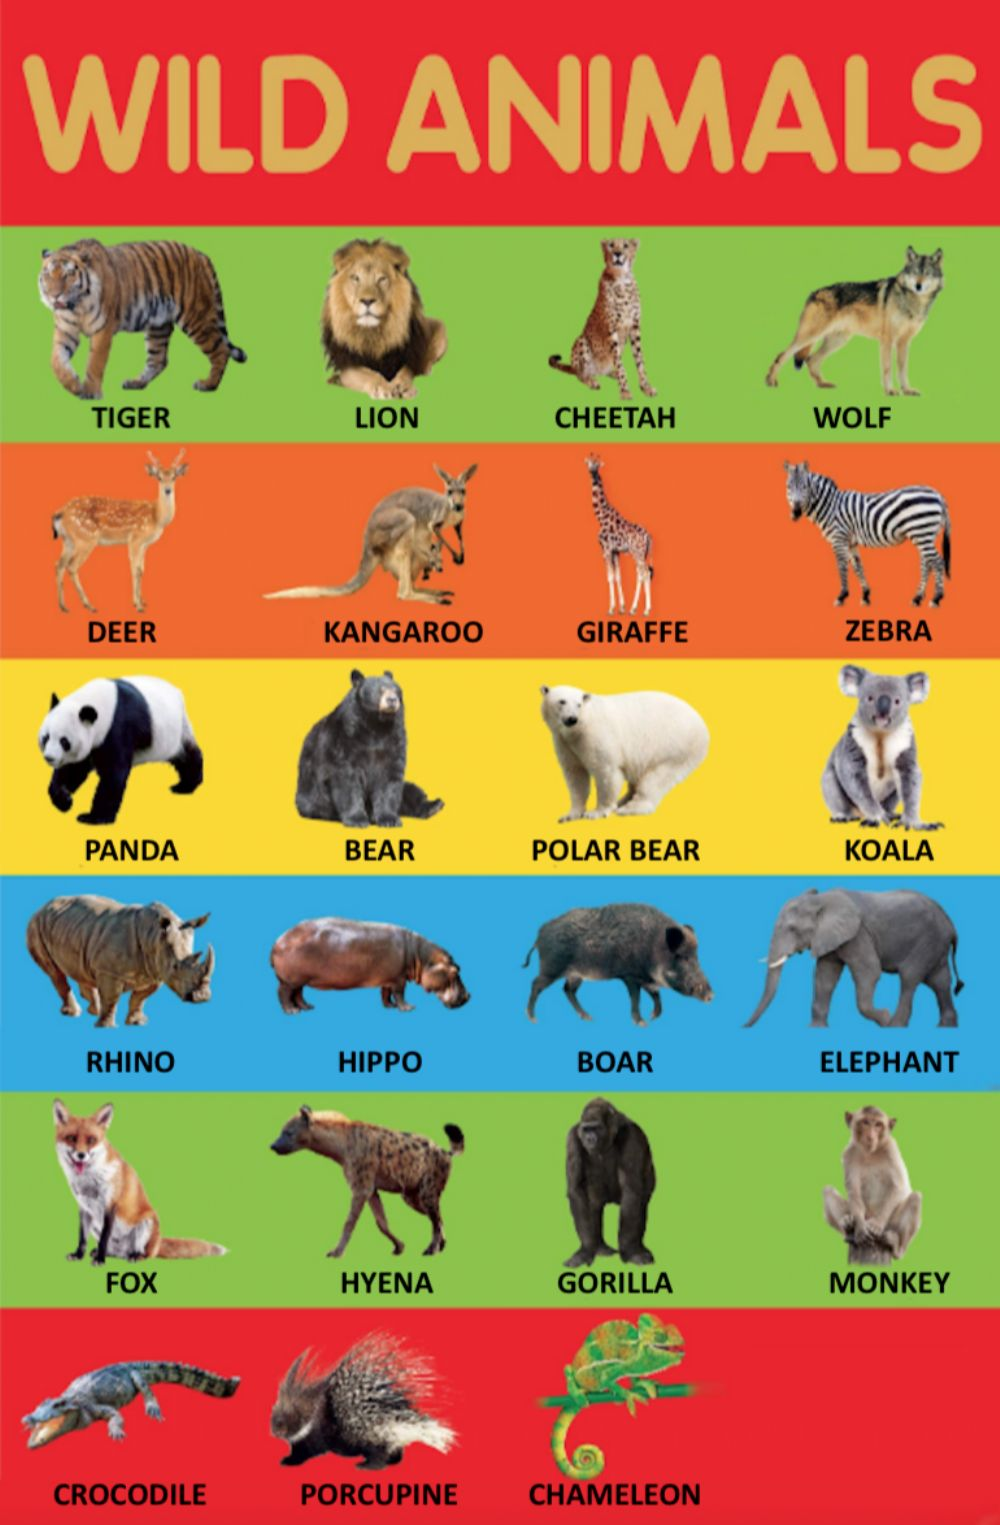 WILD ANIMALS
TIGER LION CHEETAH WOLF
DEER KANGAROO GIRAFFE ZEBRA
PANDA BEAR POLAR BEAR KOALA
RHINO HIPPO BOAR ELEPHANT
FOX HYENA GORILLA MONKEY
CROCODILE PORCUPINE CHAMELEON